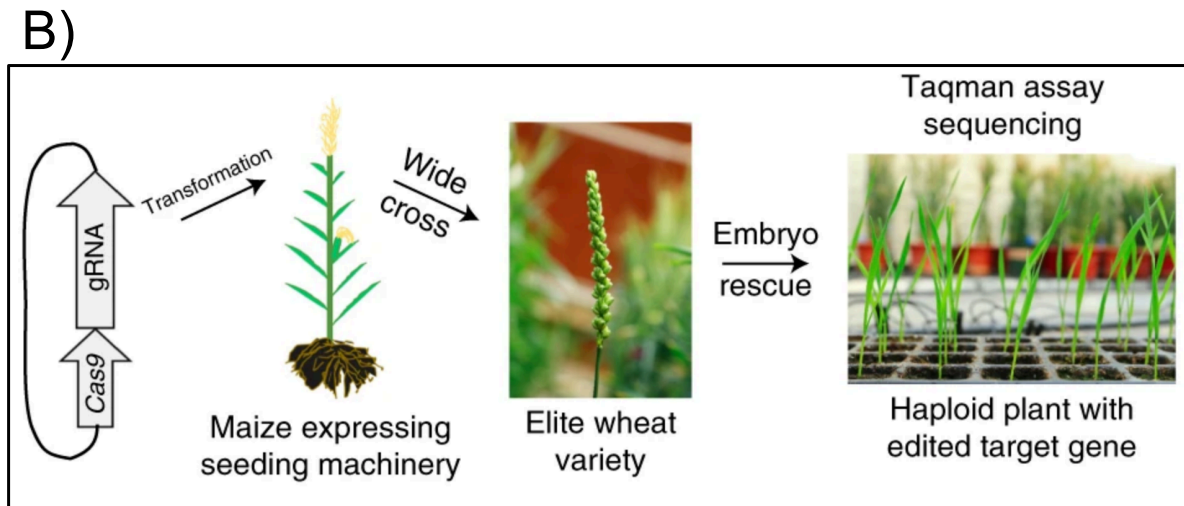 B)
Taqman assay
sequencing
Transformation
Wide
cross
gRNA
Cas9
Embryo
rescue
Maize expressing
seeding machinery
Elite wheat
variety
Haploid plant with
edited target gene